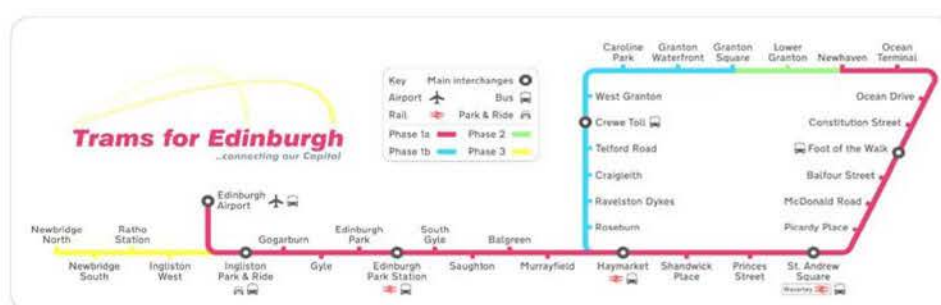 Trams for Edinburgh
...connecting our Capital
Key Main interchanges
Airport Bus
Rail Park & Ride
Phase 1a Phase 2
Phase 1b Phase 3
Caroline
Park
Granton
Waterfront
Granton
Square
Lower
Granton
Newhaven
Ocean
Terminal
West Granton
Crewe Toll
Telford Road
Craigleith
Ravelston Dykes
Roseburn
Ocean Drive
Constitution Street
Foot of the Walk
Balfour Street
McDonald Road
Picardy Place
Edinburgh
Airport
Newbridge
North
Newbridge
South
Ratho
Station
Ingliston
West
Ingliston
Park & Ride
Gogarburn
Gyle
Edinburgh
Park
Edinburgh
Park Station
South
Gyle
Saughton
Balgreen
Murrayfield
Haymarket
Shandwick
Place
Princes
Street
St. Andrew
Square
Waverley